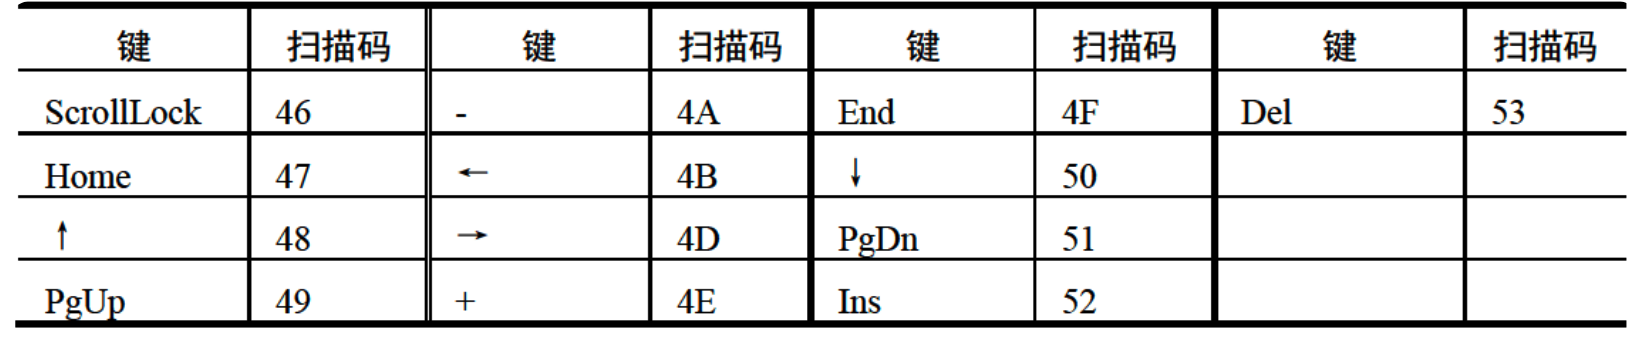 键 扫描码 键 扫描码 键 扫描码 键 扫描码
ScrollLock 46 - 4A End 4F Del 53
Home 47 ← 4B ↓ 50
↑ 48 → 4D PgDn 51
PgUp 49 + 4E Ins 52